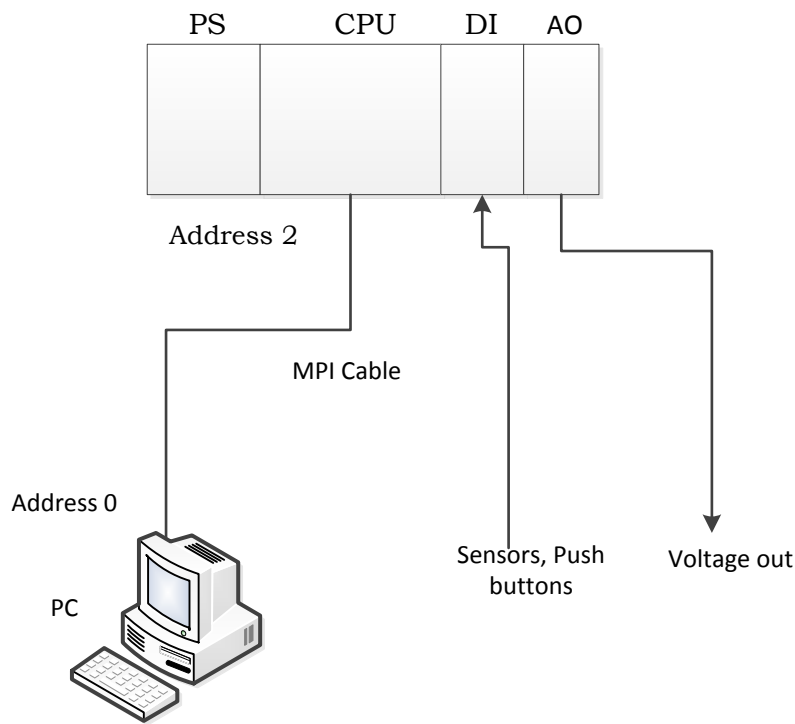 PS CPU DI AO
Address 2
MPI Cable
Address 0
PC
Sensors, Push
buttons
Voltage out